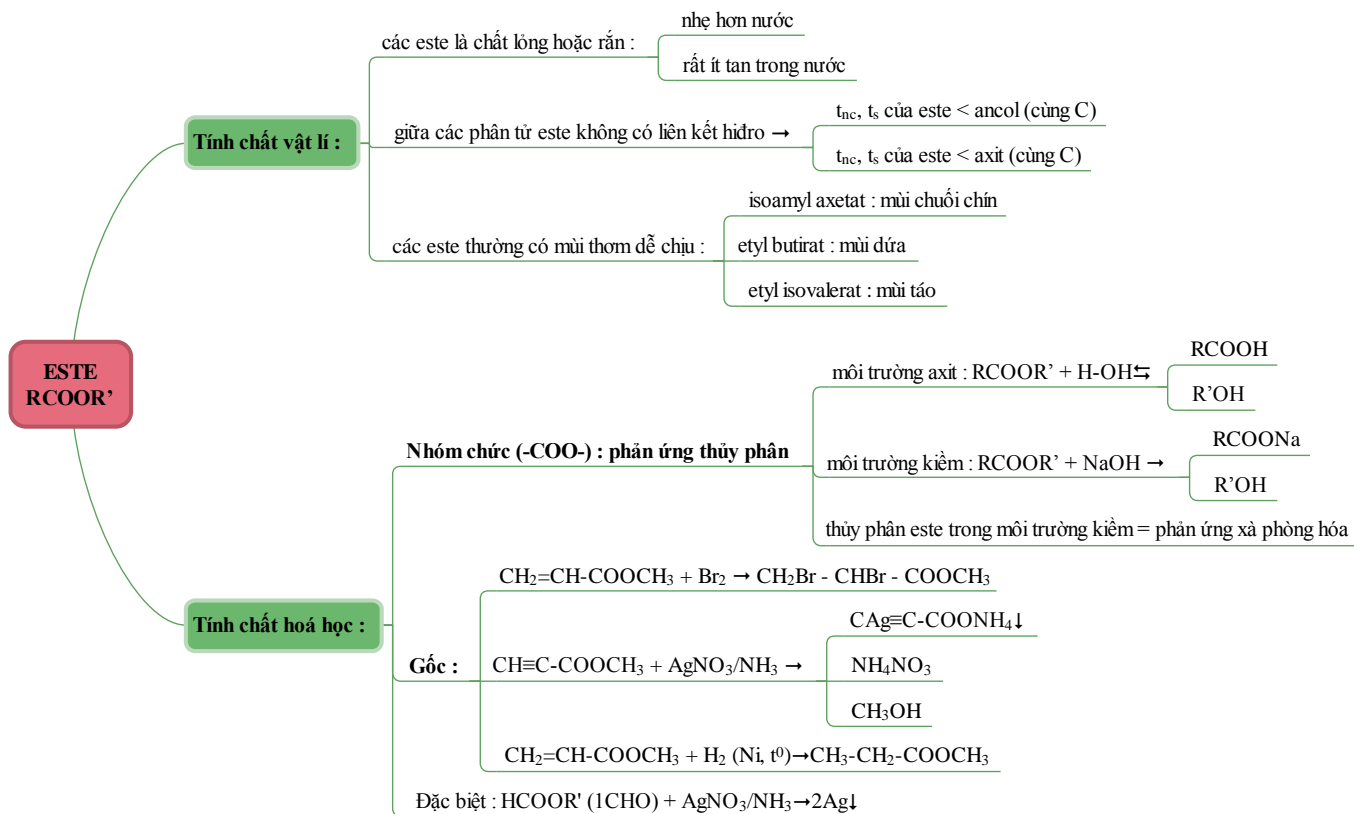 ESTE
RCOOR’
Tính chất vật lí :
các este là chất lỏng hoặc rắn :
nhẹ hơn nước
rất ít tan trong nước
giữa các phân tử este không có liên kết hiđro →
tnc, ts của este < ancol (cùng C)
tnc, ts của este < axit (cùng C)
các este thường có mùi thơm dễ chịu :
isoamyl axetat : mùi chuối chín
etyl butirat : mùi dứa
etyl isovalerat : mùi táo
Tính chất hoá học :
Nhóm chức (-COO-) : phản ứng thủy phân
môi trường axit : RCOOR’ + H-OH⇆
RCOOH
R’OH
môi trường kiềm : RCOOR’ + NaOH →
RCOONa
R’OH
thủy phân este trong môi trường kiềm = phản ứng xà phòng hóa
Gốc :
CH₂=CH-COOCH₃ + Br₂ → CH₂Br - CHBr - COOCH₃
CH≡C-COOCH₃ + AgNO₃/NH₃ →
CAg≡C-COONH₄↓
NH₄NO₃
CH₃OH
CH₂=CH-COOCH₃ + H₂ (Ni, t⁰)→CH₃-CH₂-COOCH₃
Đặc biệt : HCOOR' (1CHO) + AgNO₃/NH₃→2Ag↓